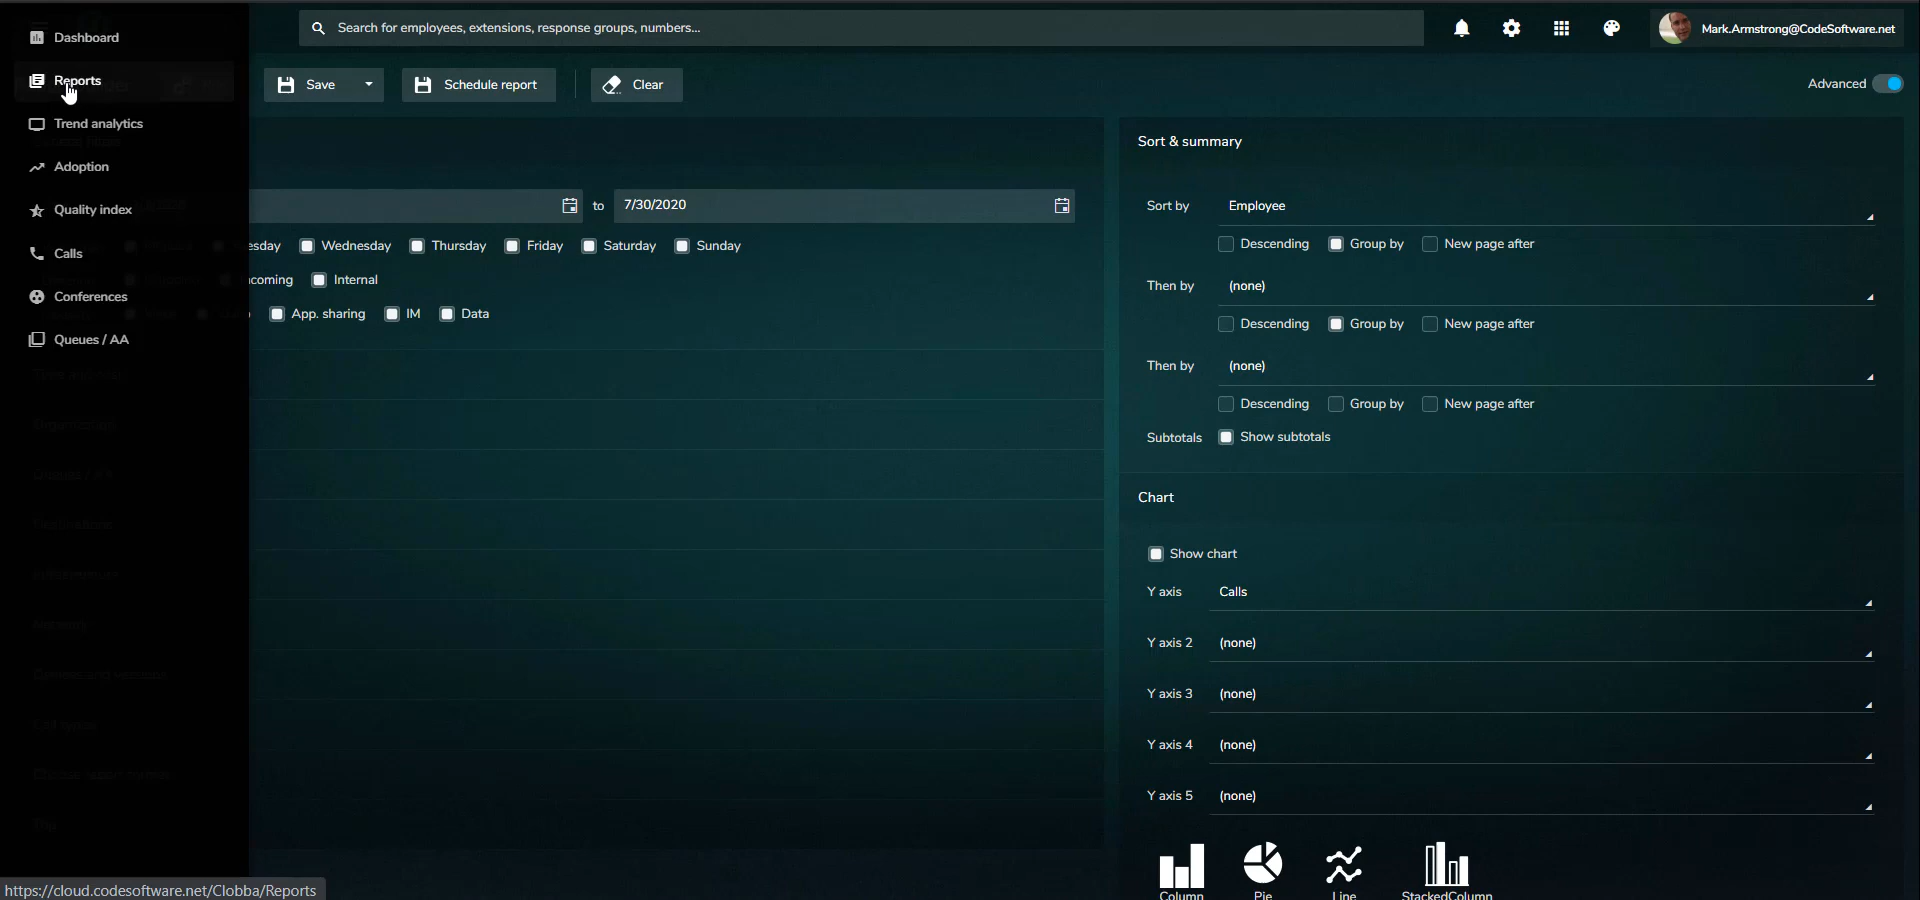 Dashboard
Search for employees, extensions, response groups, numbers...
Mark.Armstrong@CodeSoftware.net
Reports
Save
Schedule report
Clear
Advanced
Trend analytics
Adoption
Quality index
Calls
Conferences
Queues / AA
to
7/30/2020
Wednesday
Thursday
Friday
Saturday
Sunday
Internal
App. sharing
IM
Data
Sort & summary
Sort by
Employee
Descending
Group by
New page after
Then by
(none)
Descending
Group by
New page after
Then by
(none)
Descending
Group by
New page after
Subtotals
Show subtotals
Chart
Show chart
Y axis
Calls
Y axis 2
(none)
Y axis 3
(none)
Y axis 4
(none)
Y axis 5
(none)
Column
Pie
Line
StackedColumn
https://cloud.codesoftware.net/Clobba/Reports